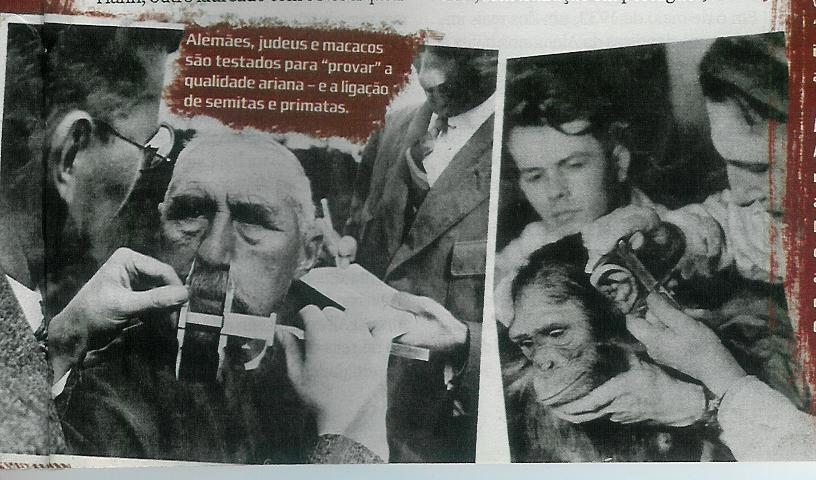 Alemães, judeus e macacos
são testados para "provar" a
qualidade ariana – e a ligação
de semitas e primatas.